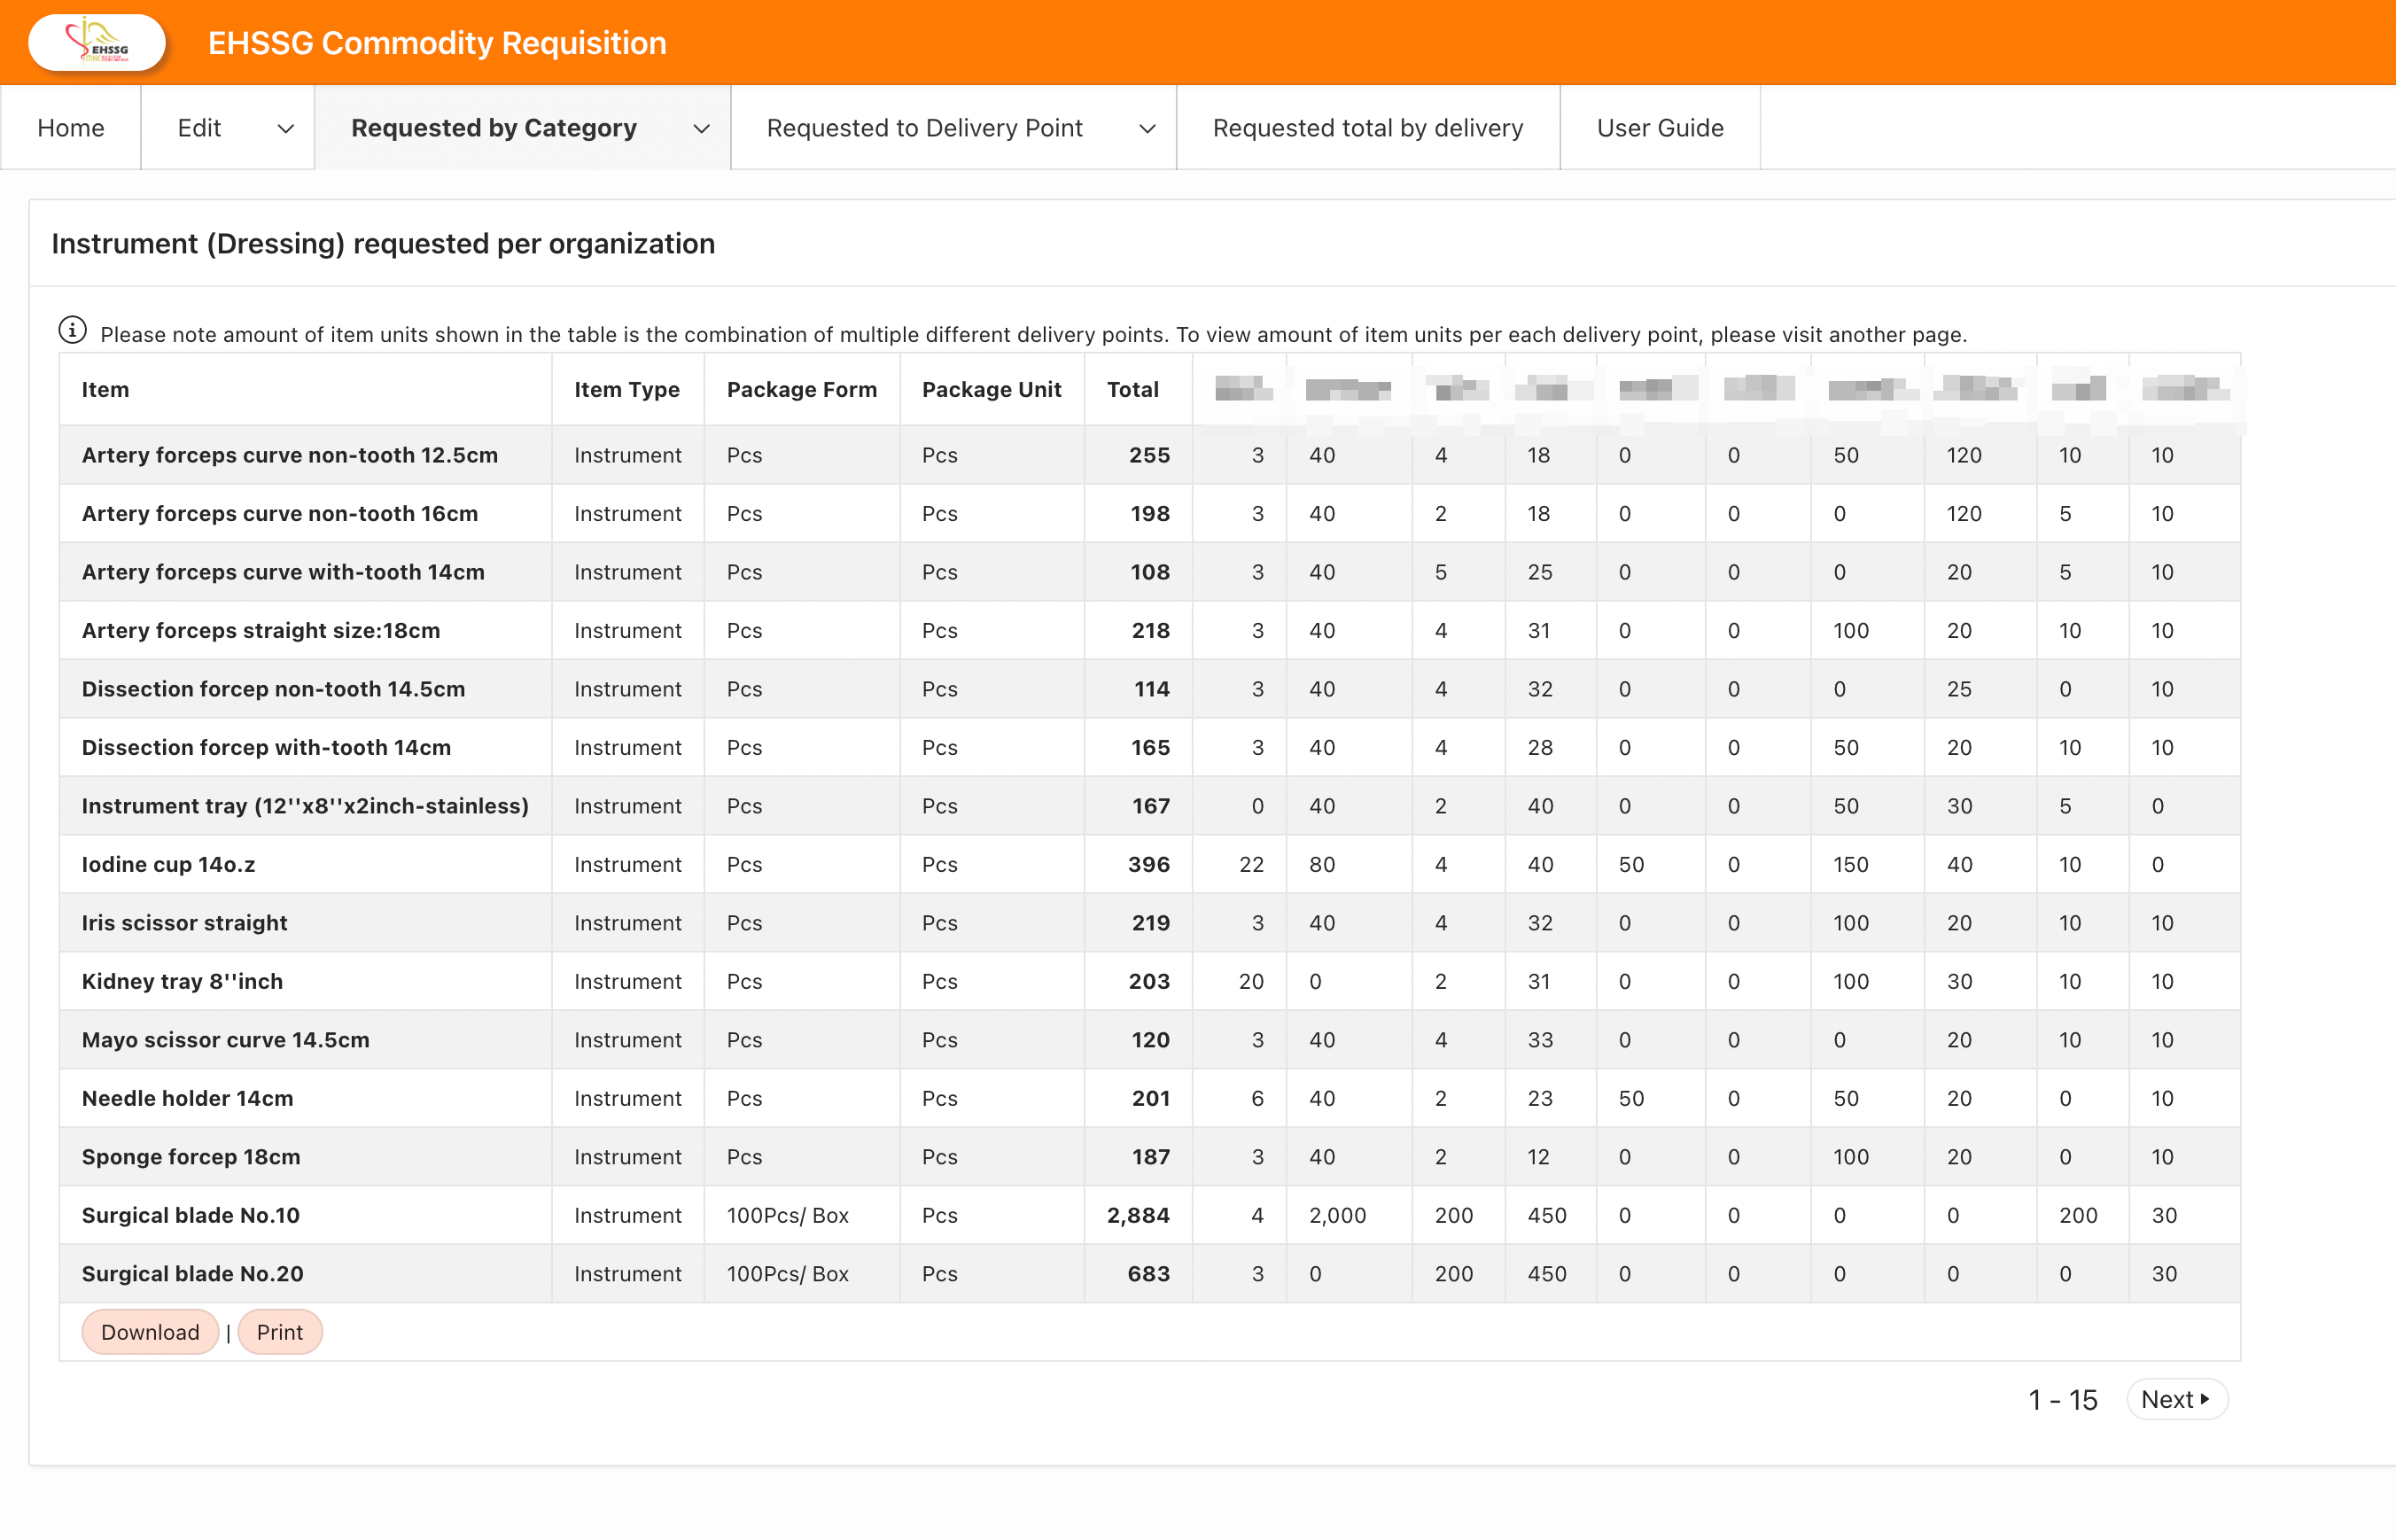 EHSSG
EHSSG Commodity Requisition
Home
Edit
Requested by Category
Requested to Delivery Point
Requested total by delivery
User Guide
Instrument (Dressing) requested per organization
Please note amount of item units shown in the table is the combination of multiple different delivery points. To view amount of item units per each delivery point, please visit another page.
Item Item Type Package Form Package Unit Total
Artery forceps curve non-tooth 12.5cm Instrument Pcs Pcs 255 3 40 4 18 0 0 50 120 10 10
Artery forceps curve non-tooth 16cm Instrument Pcs Pcs 198 3 40 2 18 0 0 0 120 5 10
Artery forceps curve with-tooth 14cm Instrument Pcs Pcs 108 3 40 5 25 0 0 0 20 5 10
Artery forceps straight size:18cm Instrument Pcs Pcs 218 3 40 4 31 0 0 100 20 10 10
Dissection forcep non-tooth 14.5cm Instrument Pcs Pcs 114 3 40 4 32 0 0 0 25 0 10
Dissection forcep with-tooth 14cm Instrument Pcs Pcs 165 3 40 4 28 0 0 50 20 10 10
Instrument tray (12''x8''x2inch-stainless) Instrument Pcs Pcs 167 0 40 2 40 0 0 50 30 5 0
Iodine cup 14o.z Instrument Pcs Pcs 396 22 80 4 40 50 0 150 40 10 0
Iris scissor straight Instrument Pcs Pcs 219 3 40 4 32 0 0 100 20 10 10
Kidney tray 8''inch Instrument Pcs Pcs 203 20 0 2 31 0 0 100 30 10 10
Mayo scissor curve 14.5cm Instrument Pcs Pcs 120 3 40 4 33 0 0 0 20 10 10
Needle holder 14cm Instrument Pcs Pcs 201 6 40 2 23 50 0 50 20 0 10
Sponge forcep 18cm Instrument Pcs Pcs 187 3 40 2 12 0 0 100 20 0 10
Surgical blade No.10 Instrument 100Pcs/ Box Pcs 2,884 4 2,000 200 450 0 0 0 0 200 30
Surgical blade No.20 Instrument 100Pcs/ Box Pcs 683 3 0 200 450 0 0 0 0 0 30
Download | Print
1 - 15 Next